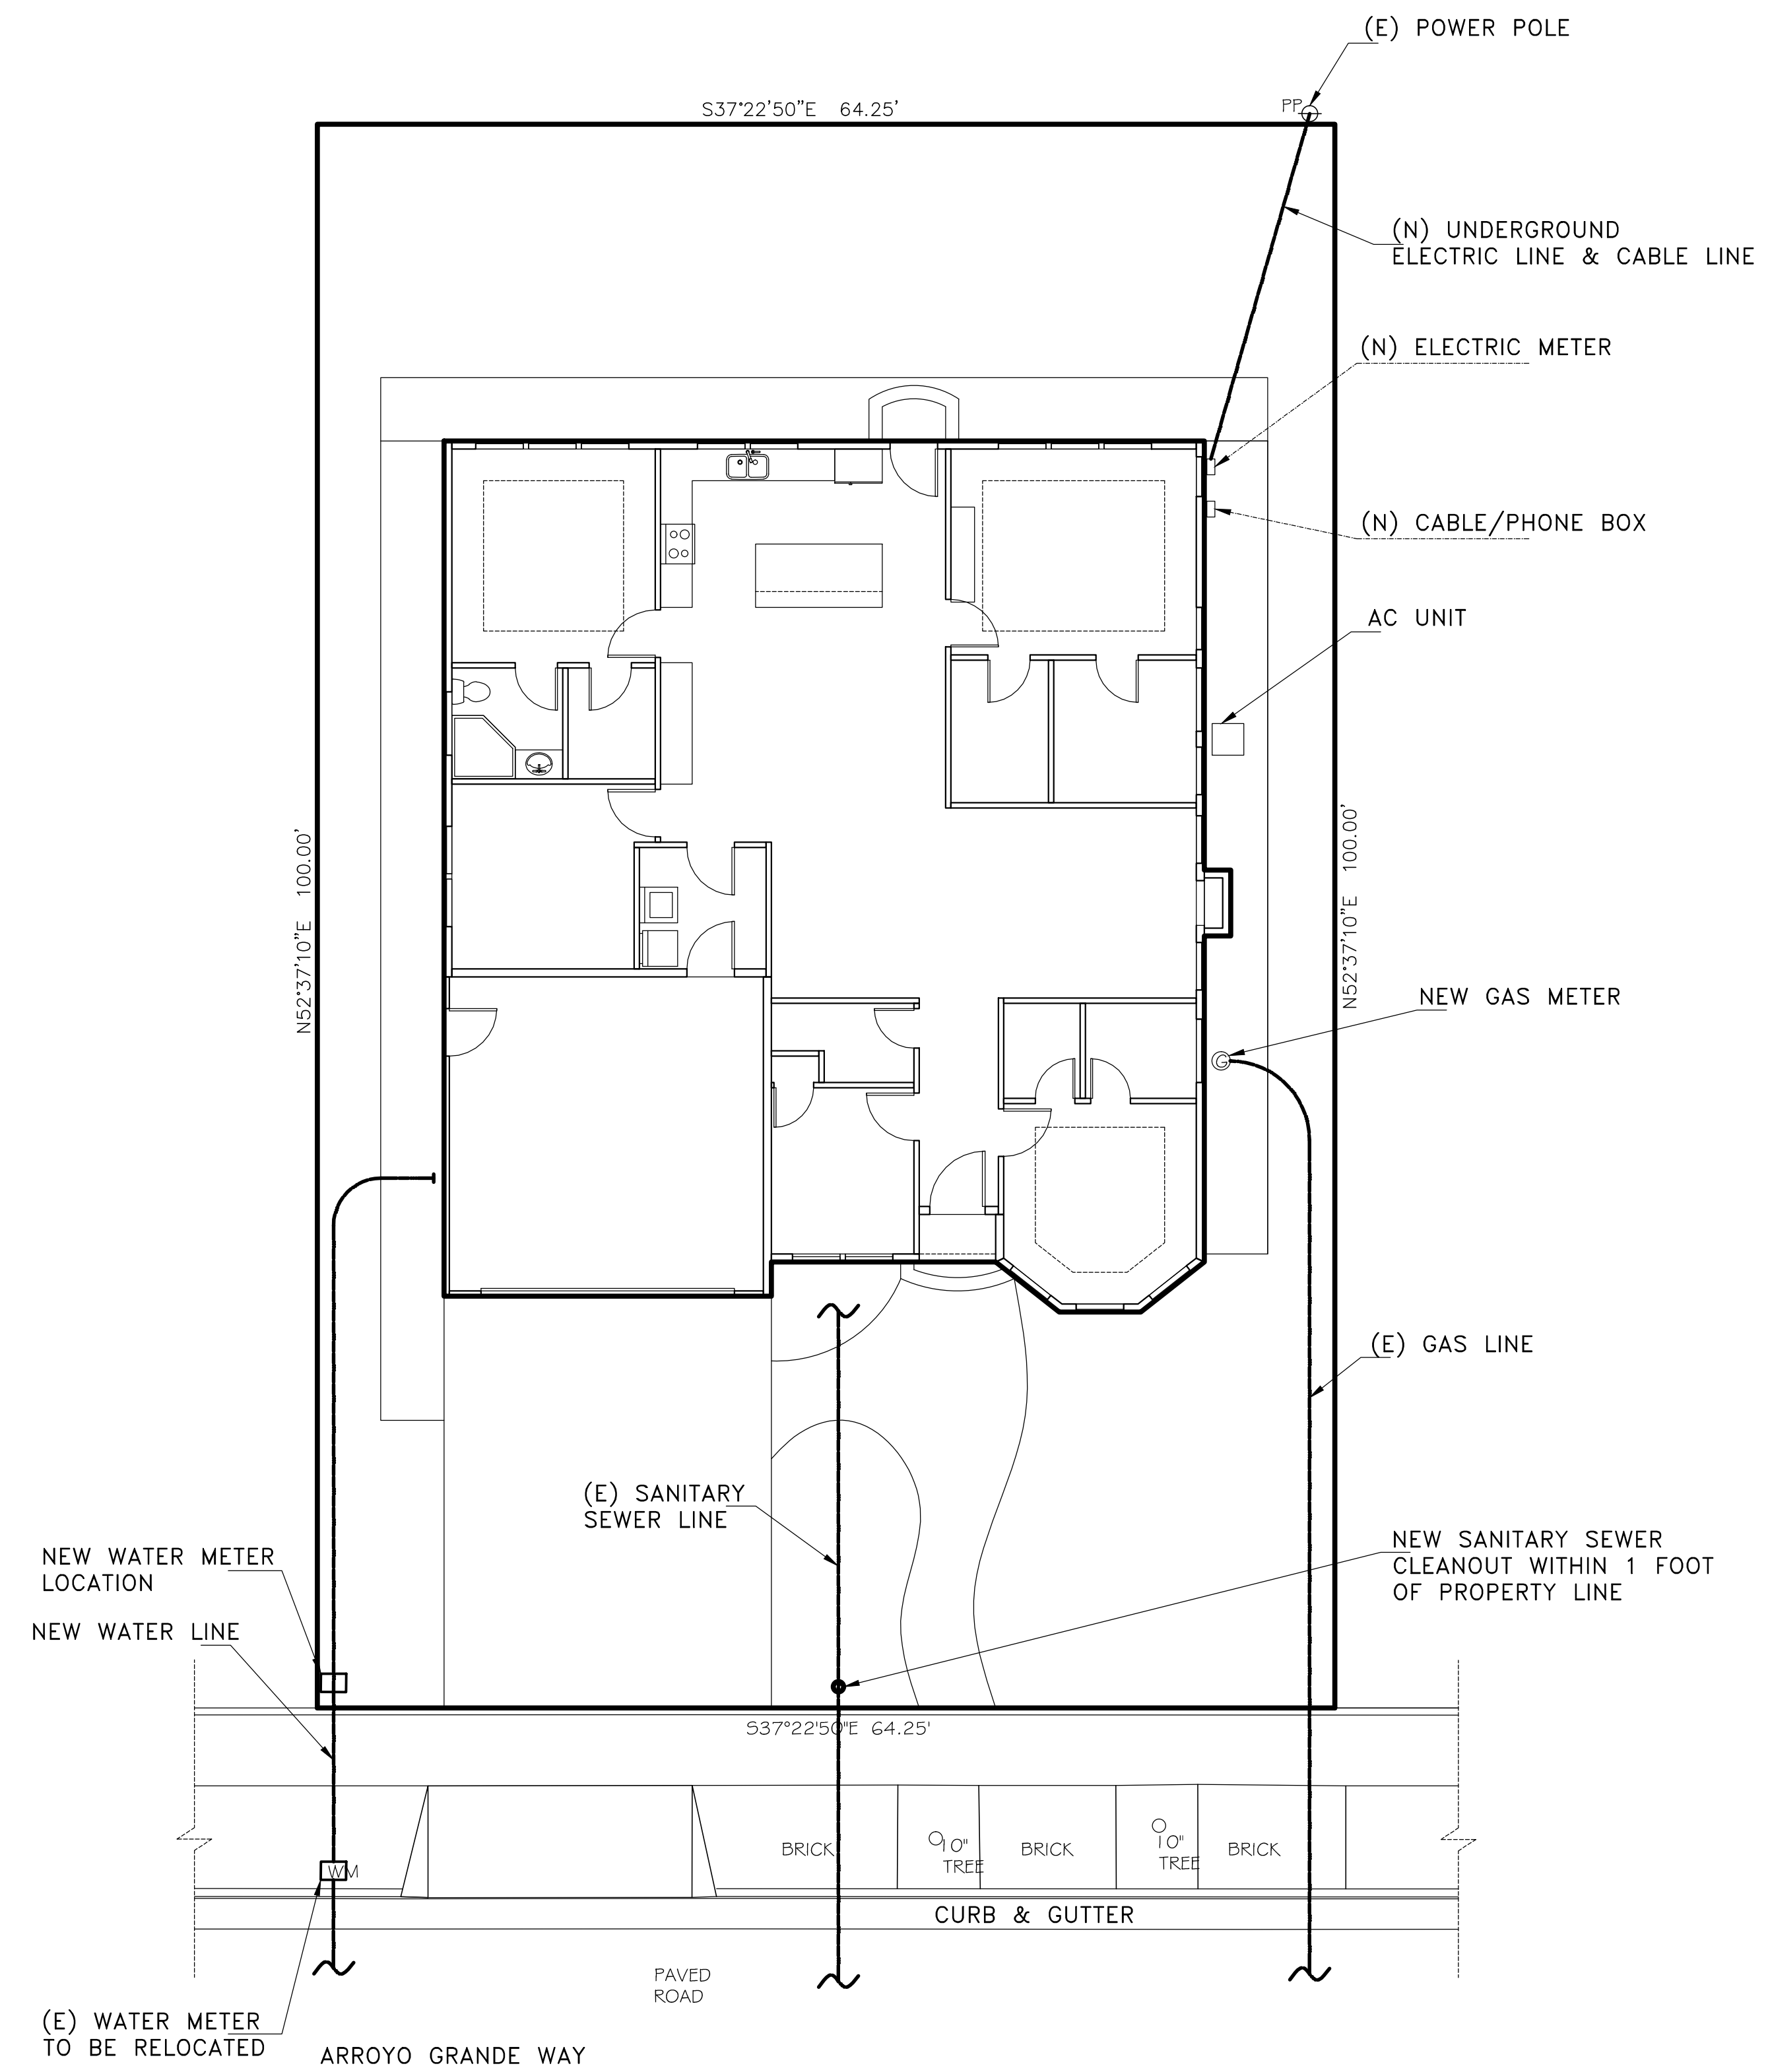 (E) POWER POLE
S37°22'50"E 64.25'
PP
(N) UNDERGROUND
ELECTRIC LINE & CABLE LINE
(N) ELECTRIC METER
(N) CABLE/PHONE BOX
AC UNIT
N52°37'10"E 100.00'
N52°37'10"E 100.00'
NEW GAS METER
G
(E) GAS LINE
(E) SANITARY
SEWER LINE
NEW SANITARY SEWER
CLEANOUT WITHIN 1 FOOT
OF PROPERTY LINE
NEW WATER METER
LOCATION
NEW WATER LINE
S37°22'50"E 64.25'
BRICK
10"
TREE
BRICK
10"
TREE
BRICK
WM
CURB & GUTTER
PAVED
ROAD
(E) WATER METER
TO BE RELOCATED
ARROYO GRANDE WAY